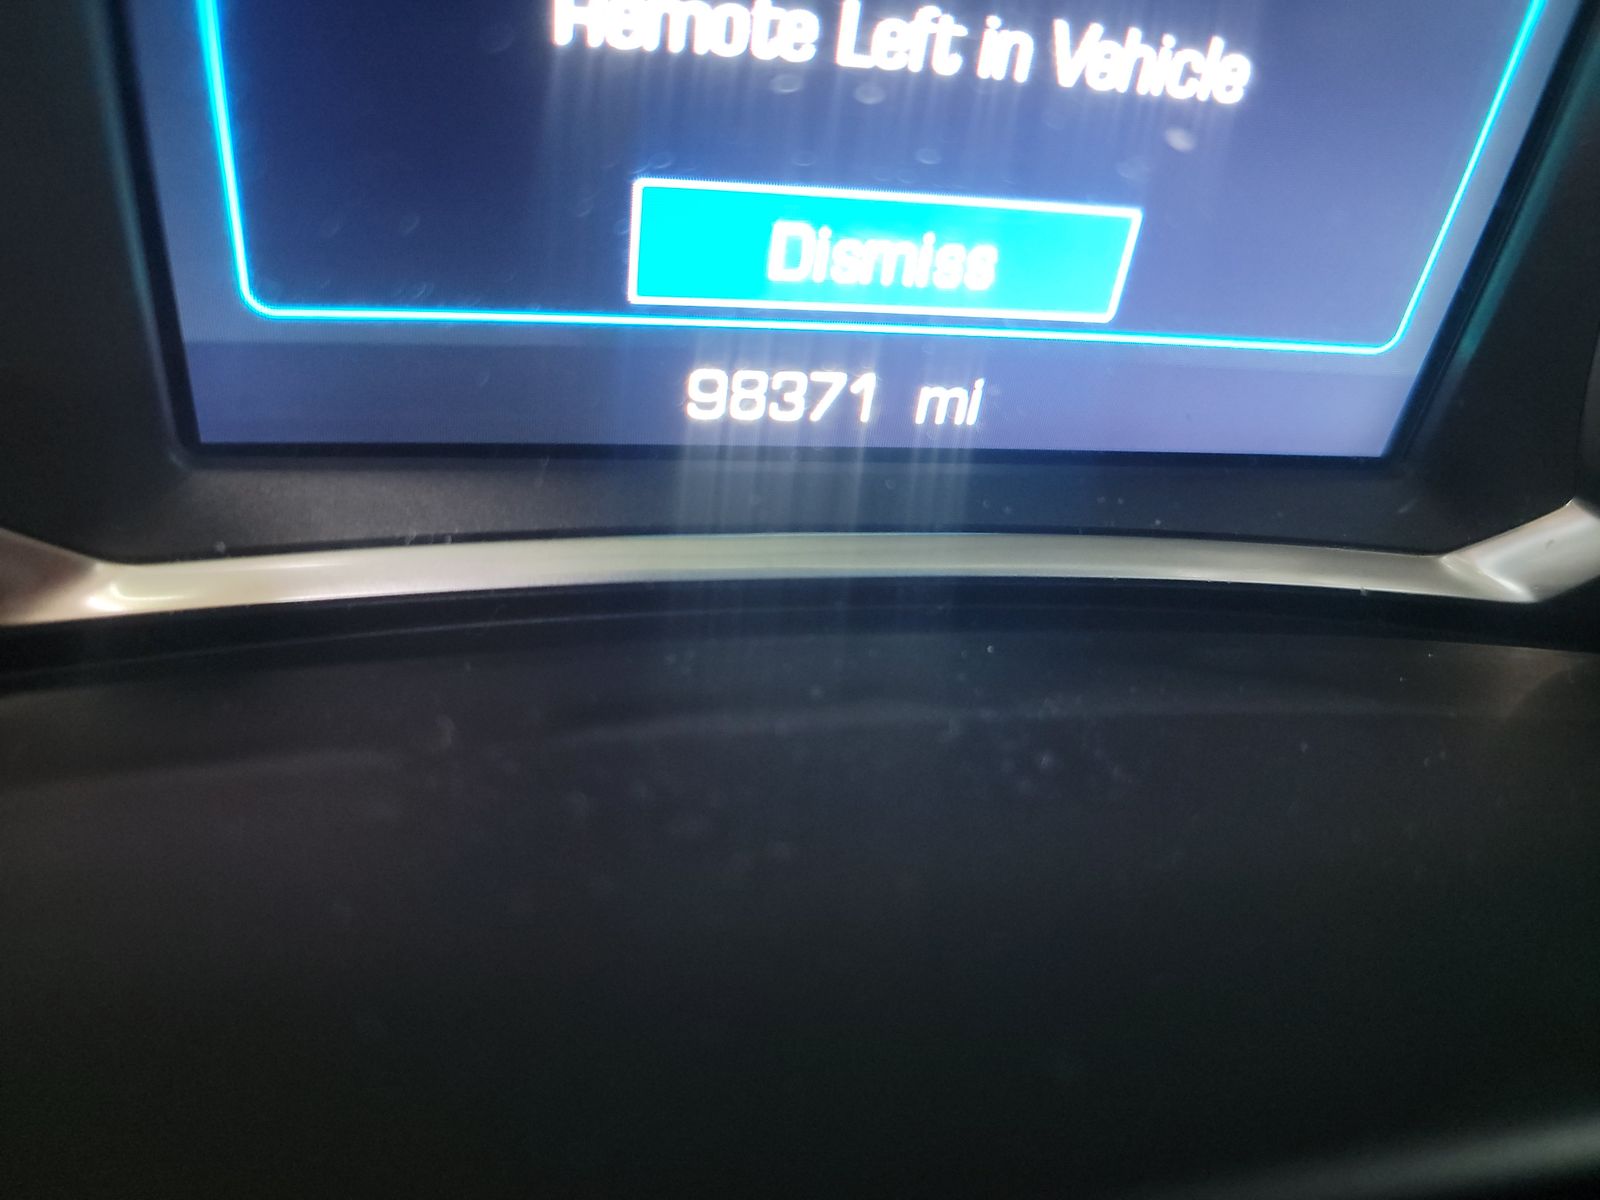 Remote Left in Vehicle
Dismiss
98371 mi